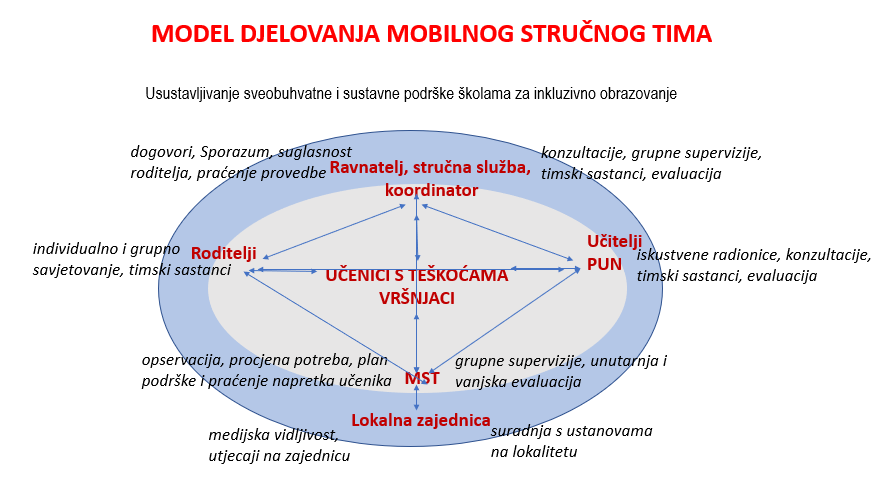 MODEL DJELOVANJA MOBILNOG STRUČNOG TIMA
Usustavljivanje sveobuhvatne i sustavne podrške školama za inkluzivno obrazovanje
dogovori, Sporazum, suglasnost
roditelja, praćenje provedbe
Ravnatelj, stručna služba,
koordinator
konzultacije, grupne supervizije,
timski sastanci, evaluacija
individualno i grupno
savjetovanje, timski sastanci
Roditelji
Učitelji
PUN
iskustvene radionice, konzultacije,
timski sastanci, evaluacija
UČENICI S TEŠKOĆAMA
VRŠNJACI
opservacija, procjena potreba, plan
podrške i praćenje napretka učenika
MST
grupne supervizije, unutarnja i
vanjska evaluacija
Lokalna zajednica
medijska vidljivost,
utjecaji na zajednicu
suradnja s ustanovama
na lokalitetu